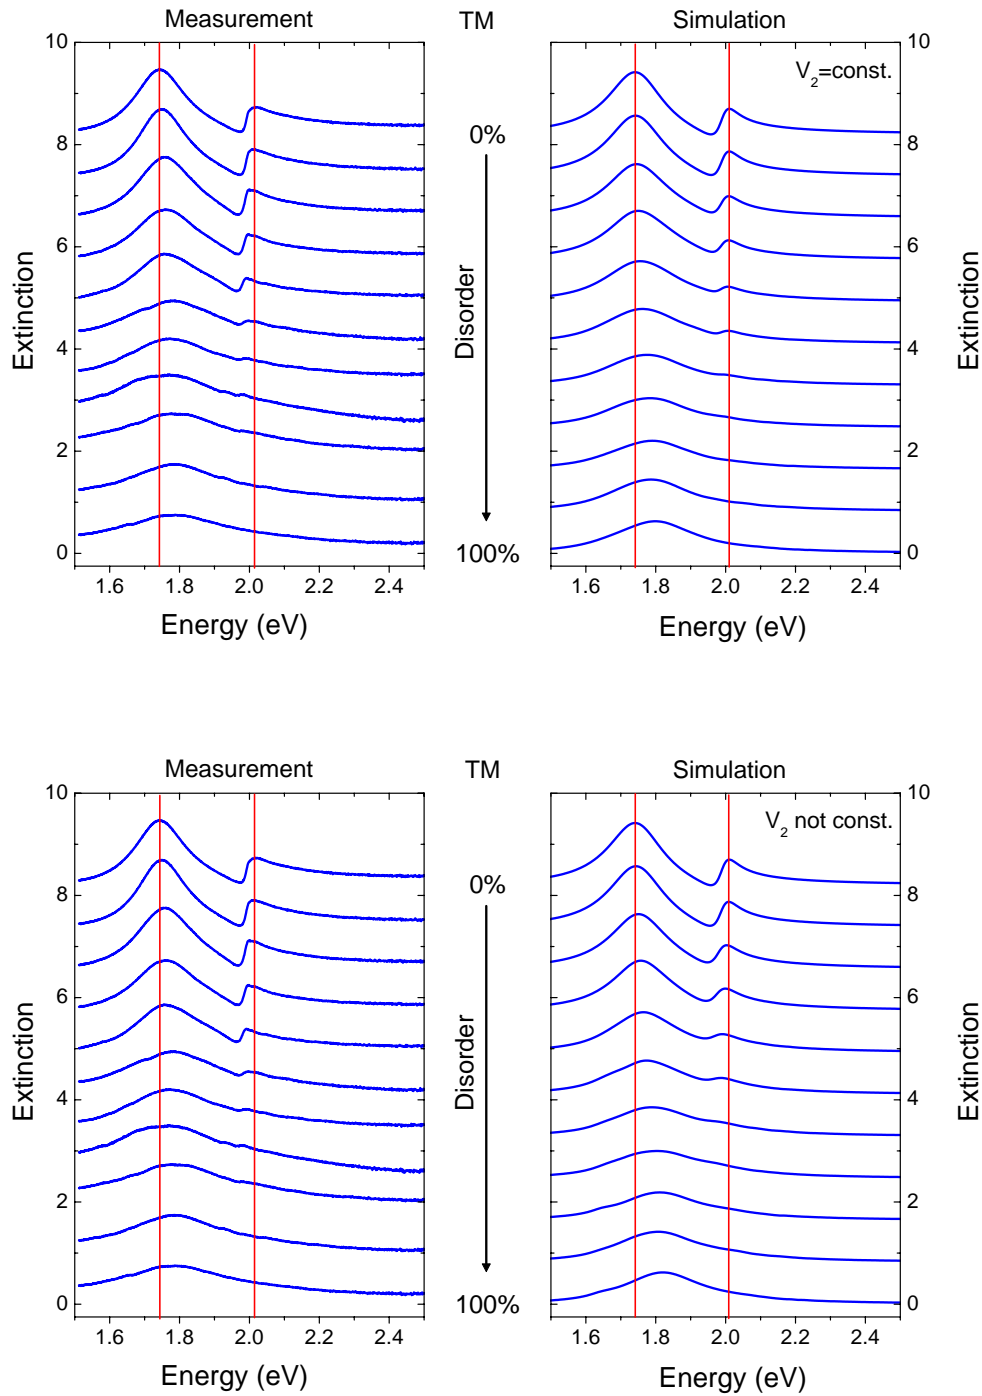 Measurement TM Simulation
10 10
V2=const.
8 0% 8
6 6
Extinction Disorder Extinction
4 4
2 2
0 100% 0
1.6 1.8 2.0 2.2 2.4 1.6 1.8 2.0 2.2 2.4
Energy (eV) Energy (eV)
Measurement TM Simulation
10 10
V2 not const.
8 0% 8
6 6
Extinction Disorder Extinction
4 4
2 2
0 100% 0
1.6 1.8 2.0 2.2 2.4 1.6 1.8 2.0 2.2 2.4
Energy (eV) Energy (eV)